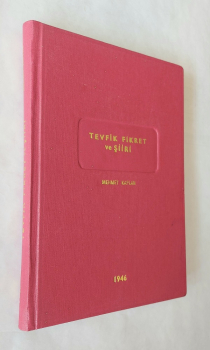 TEVFİK FİKRET
ve ŞİİRİ
MEHMET KAPLAN
1946